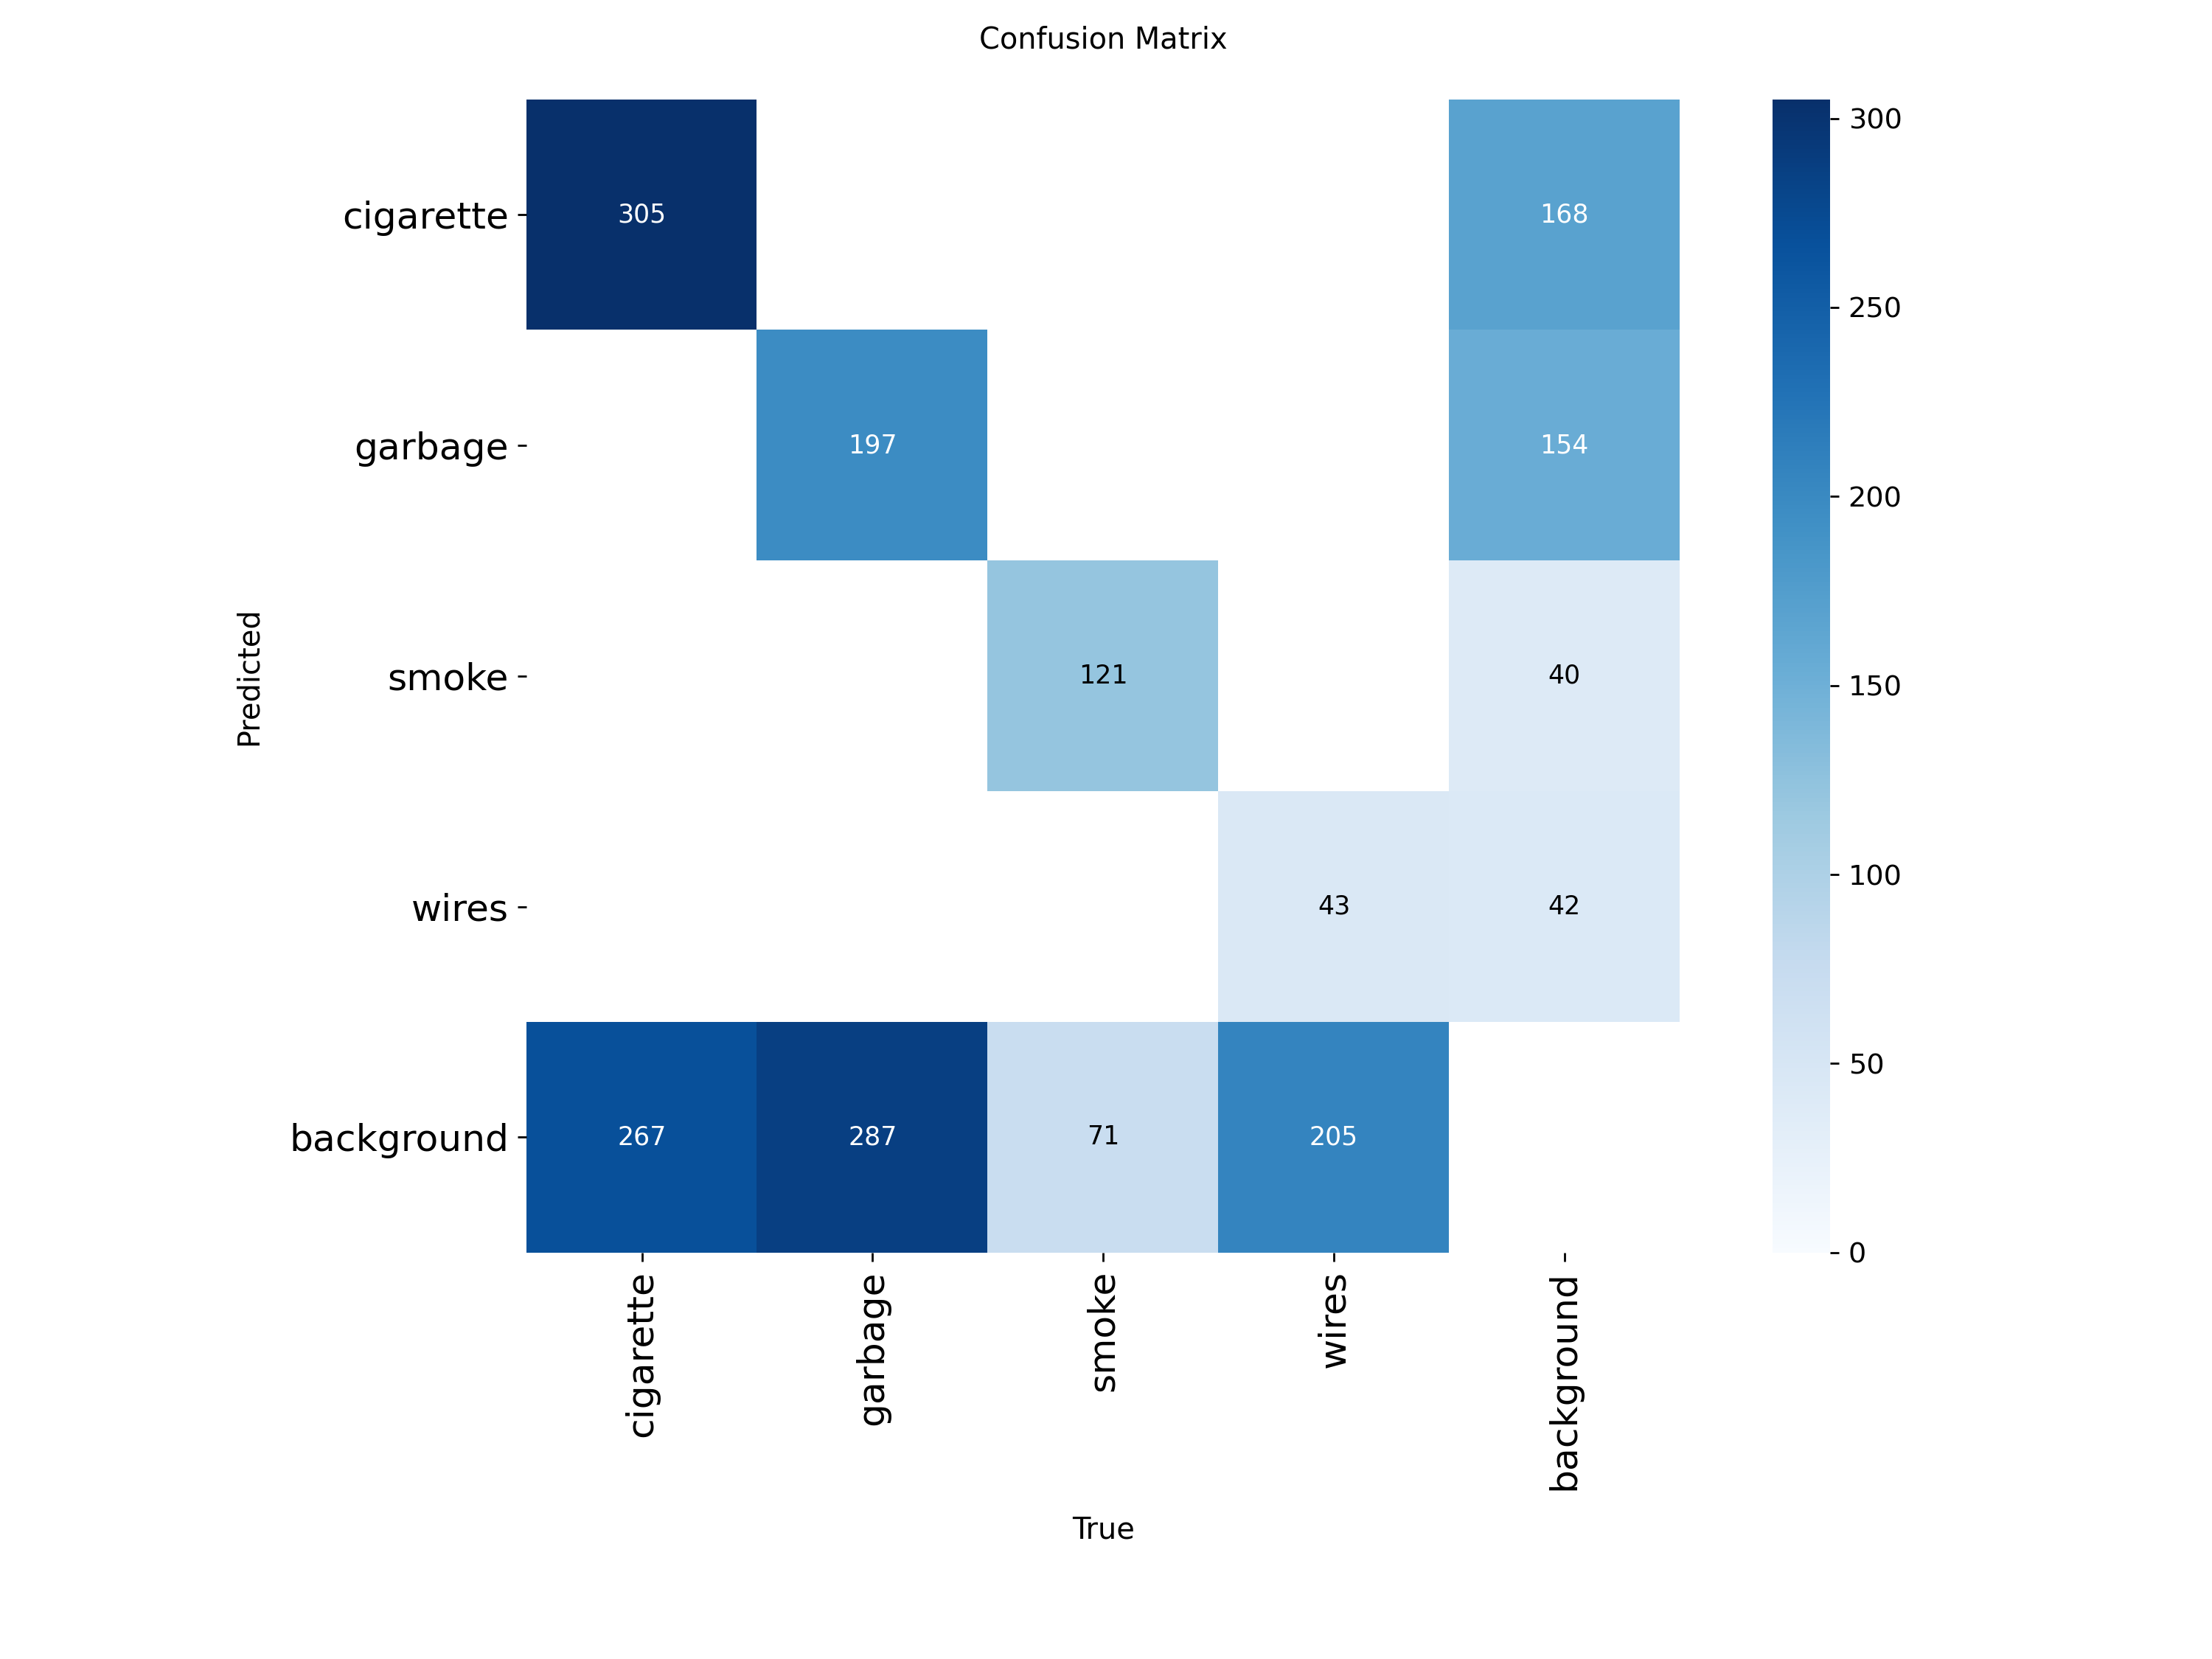 Confusion Matrix
cigarette
305
168
garbage
197
154
smoke
121
40
wires
43
42
background
267
287
71
205
cigarette
garbage
smoke
wires
background
Predicted
True
300
250
200
150
100
50
0